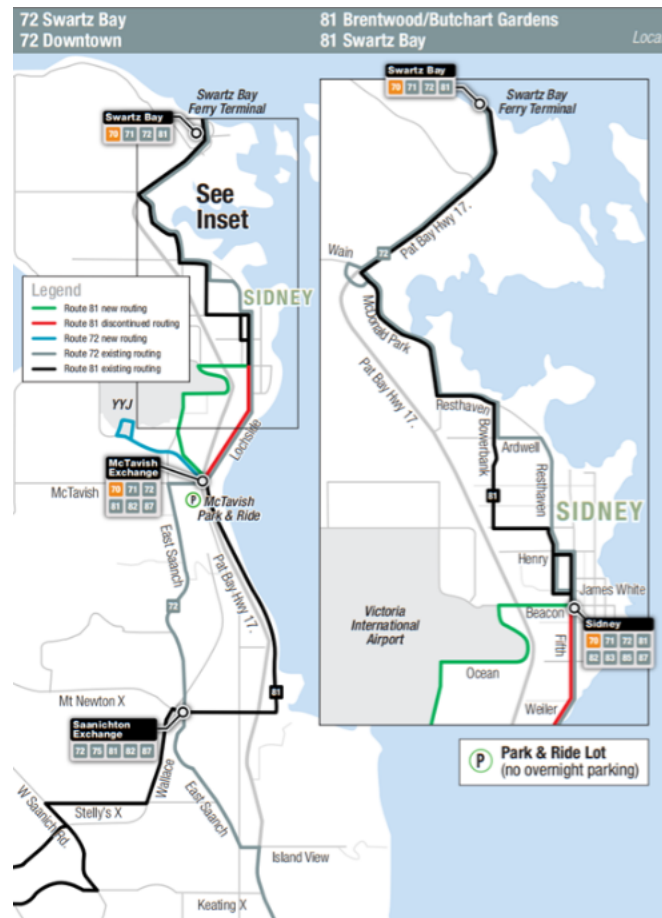 72 Swartz Bay
72 Downtown
81 Brentwood/Butchart Gardens
81 Swartz Bay
Loca
Swartz Bay
Ferry Terminal
Swartz Bay
70 71 72 81
See
Inset
Legend
Route 81 new routing
Route 81 discontinued routing
Route 72 new routing
Route 72 existing routing
Route 81 existing routing
SIDNEY
YYJ
Lochside
McTavish
Exchange
70 71 72
81 82 87
McTavish
P
McTavish
Park & Ride
East Saanich
Pat Bay Hwy 17.
72
81
Mt Newton X
Saanichton
Exchange
72 75 81 82 87
Wallace
W Saanich Rd.
Stelly's X
East Saanich
Island View
Keating X
Swartz Bay
70 71 72 81
Swartz Bay
Ferry Terminal
72
Pat Bay Hwy 17.
Wain
McDonald Park
Pat Bay Hwy 17.
Resthaven
Bowerbank
Ardwell
Resthaven
81
SIDNEY
Henry
James White
Beacon
Victoria
International
Airport
Sidney
70 71 72 81
82 83 85 87
Fifth
Ocean
Weiler
P Park & Ride Lot
(no overnight parking)